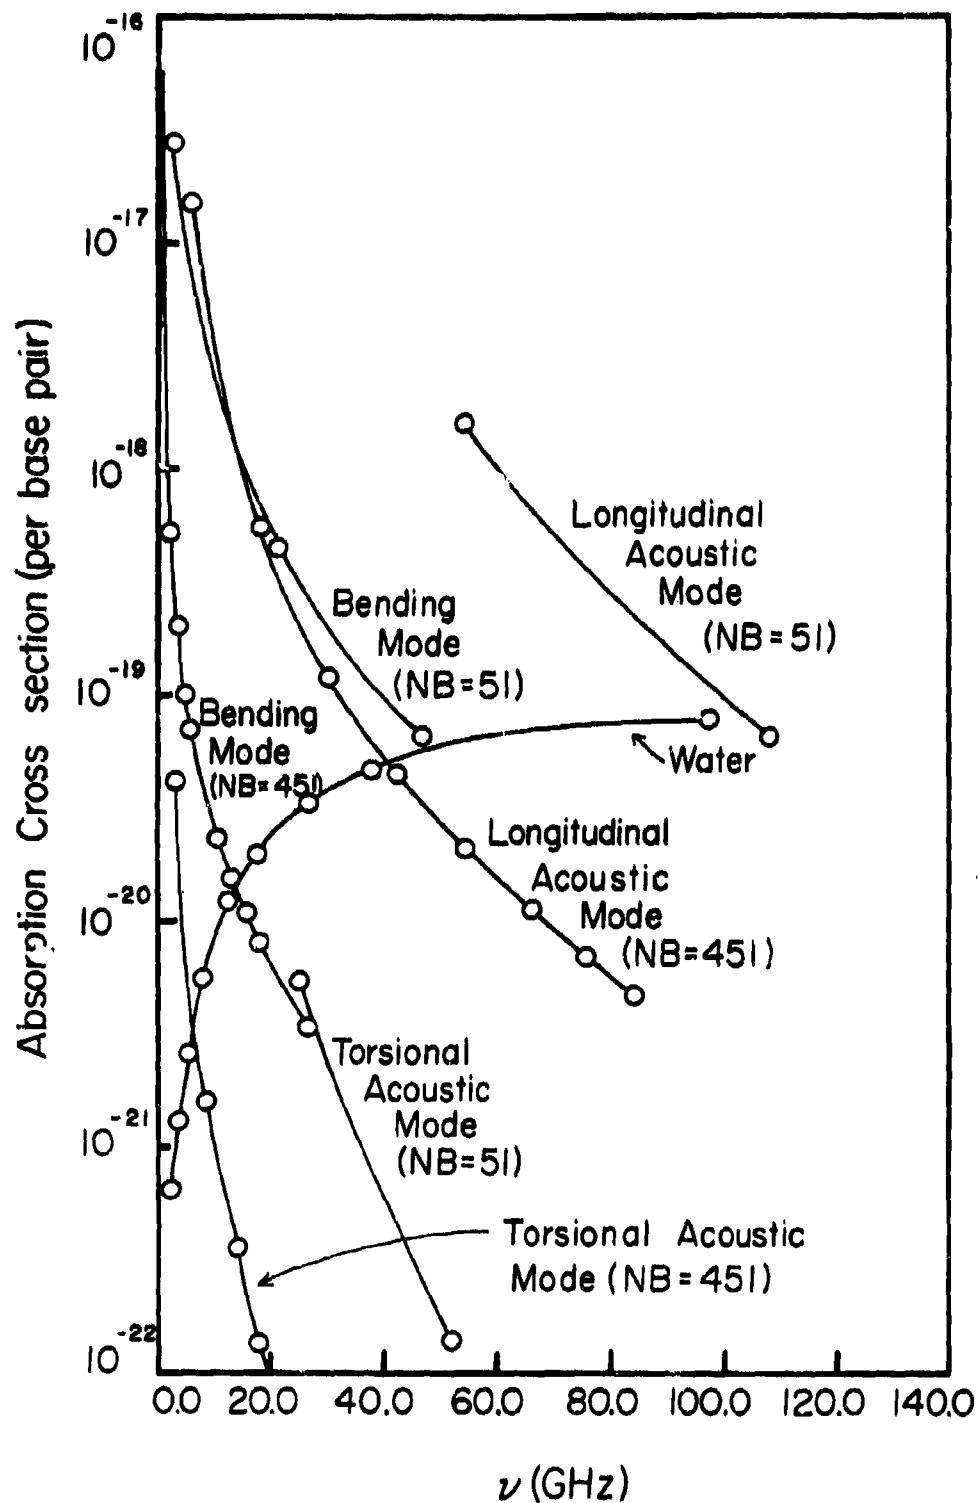 Absorption Cross section (per base pair)
10^-16
10^-17
10^-18
10^-19
10^-20
10^-21
10^-22
Longitudinal
Acoustic
Mode
(NB=51)
Bending
Mode
(NB=51)
Bending
Mode
(NB=451)
Water
Longitudinal
Acoustic
Mode
(NB=451)
Torsional
Acoustic
Mode
(NB=51)
Torsional Acoustic
Mode (NB=451)
0.0 20.0 40.0 60.0 80.0 100.0 120.0 140.0
ν (GHz)